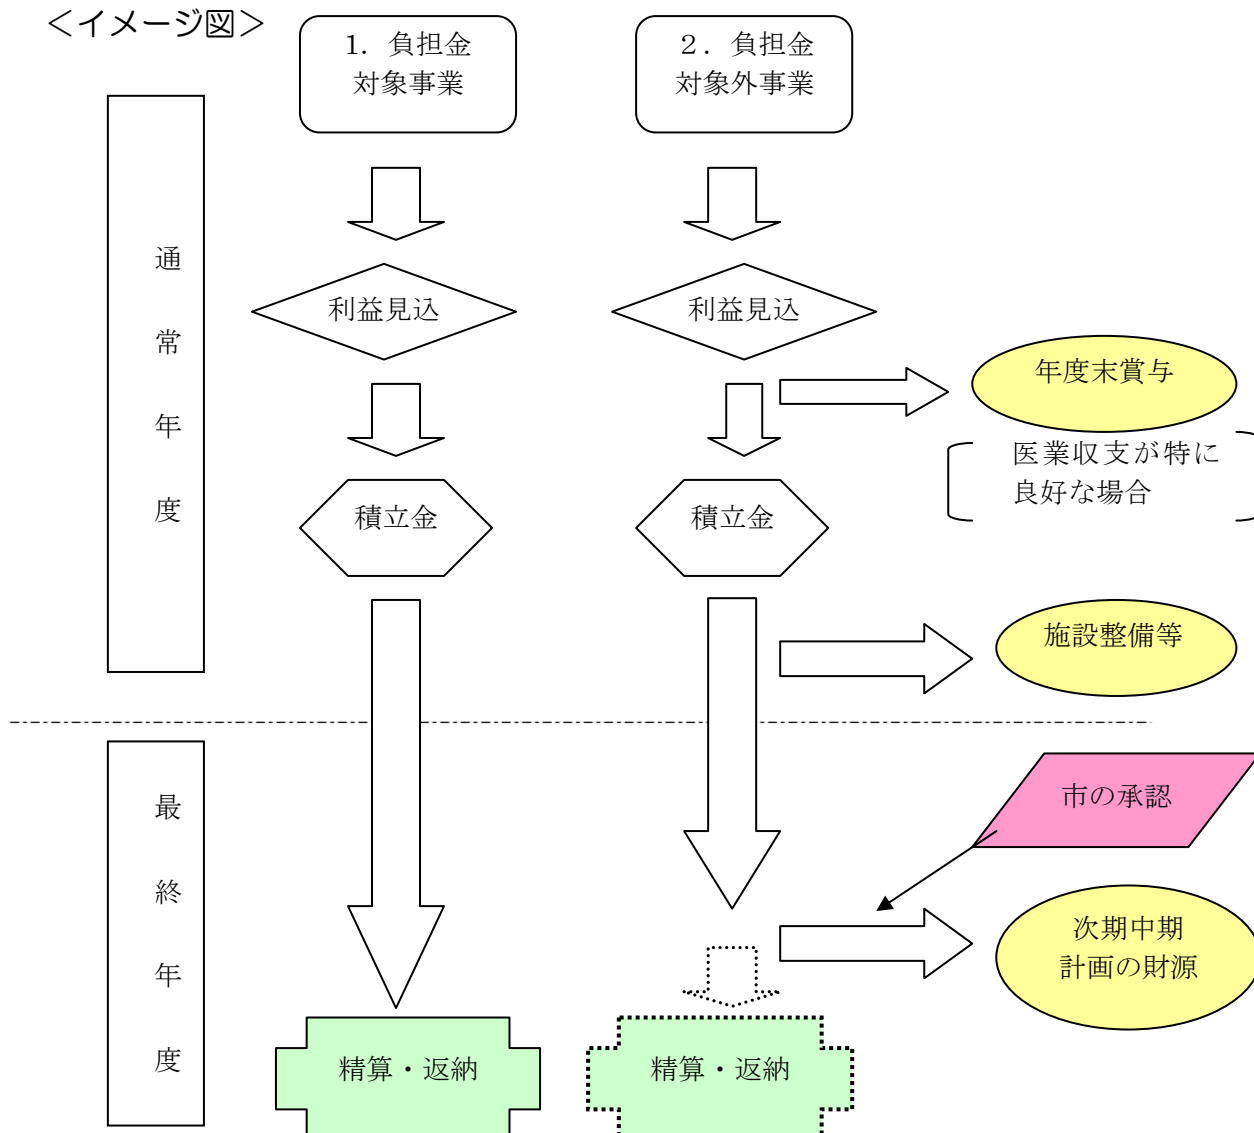 ＜イメージ図＞
1. 負担金
対象事業
２．負担金
対象外事業
通常年度
利益見込
利益見込
年度末賞与
医業収支が特に
良好な場合
積立金
積立金
施設整備等
最終年度
市の承認
次期中期
計画の財源
精算・返納
精算・返納